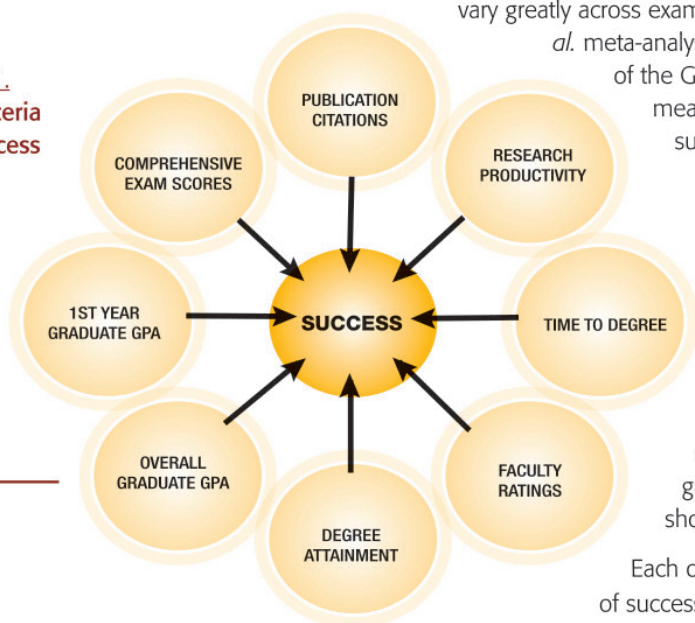 vary greatly across exam
al. meta-analy
of the G
mea
su
teria
cess
PUBLICATION
CITATIONS
COMPREHENSIVE
EXAM SCORES
RESEARCH
PRODUCTIVITY
1ST YEAR
GRADUATE GPA
SUCCESS
TIME TO DEGREE
OVERALL
GRADUATE GPA
FACULTY
RATINGS
DEGREE
ATTAINMENT
g
sho
Each o
of success